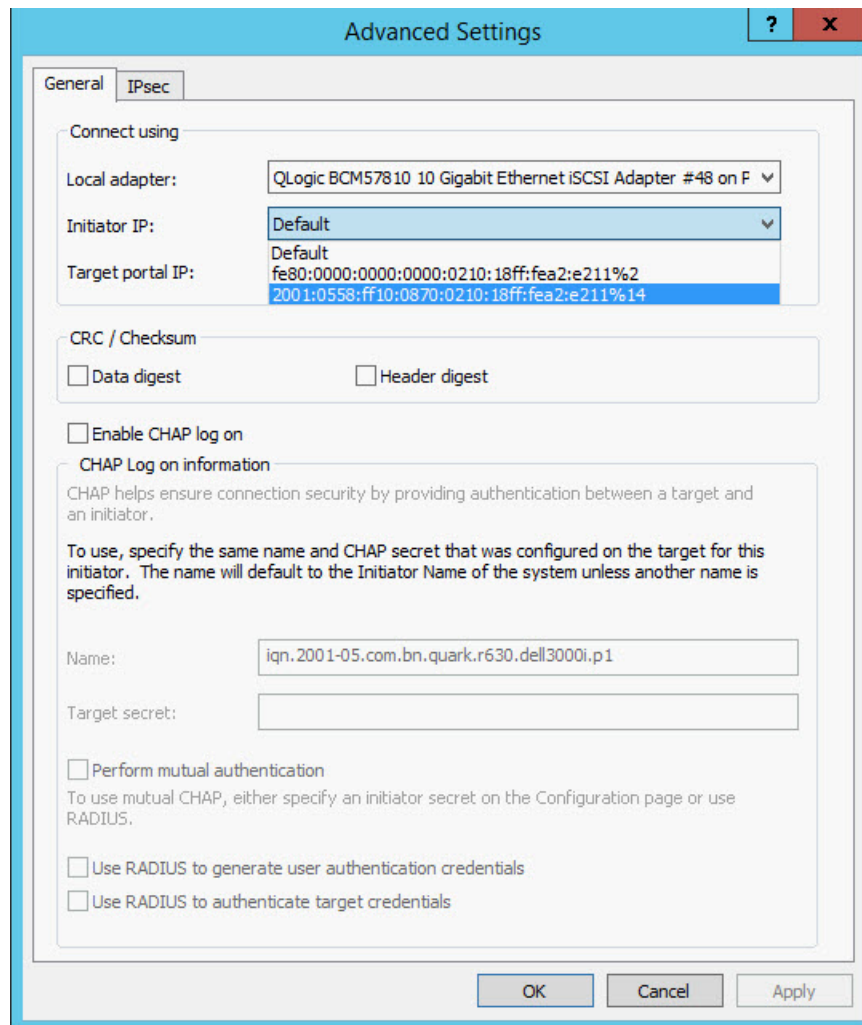 Advanced Settings
?
x
General
IPsec
Connect using
Local adapter:
QLogic BCM57810 10 Gigabit Ethernet iSCSI Adapter #48 on P
Initiator IP:
Default
Default
Target portal IP:
fe80:0000:0000:0000:0210:18ff:fea2:e211%2
2001:0558:ff10:0870:0210:18ff:fea2:e211%14
CRC / Checksum
Data digest
Header digest
Enable CHAP log on
CHAP Log on information
CHAP helps ensure connection security by providing authentication between a target and
an initiator.
To use, specify the same name and CHAP secret that was configured on the target for this
initiator.  The name will default to the Initiator Name of the system unless another name is
specified.
Name:
iqn.2001-05.com.bn.quark.r630.dell3000i.p1
Target secret:
Perform mutual authentication
To use mutual CHAP, either specify an initiator secret on the Configuration page or use
RADIUS.
Use RADIUS to generate user authentication credentials
Use RADIUS to authenticate target credentials
OK
Cancel
Apply